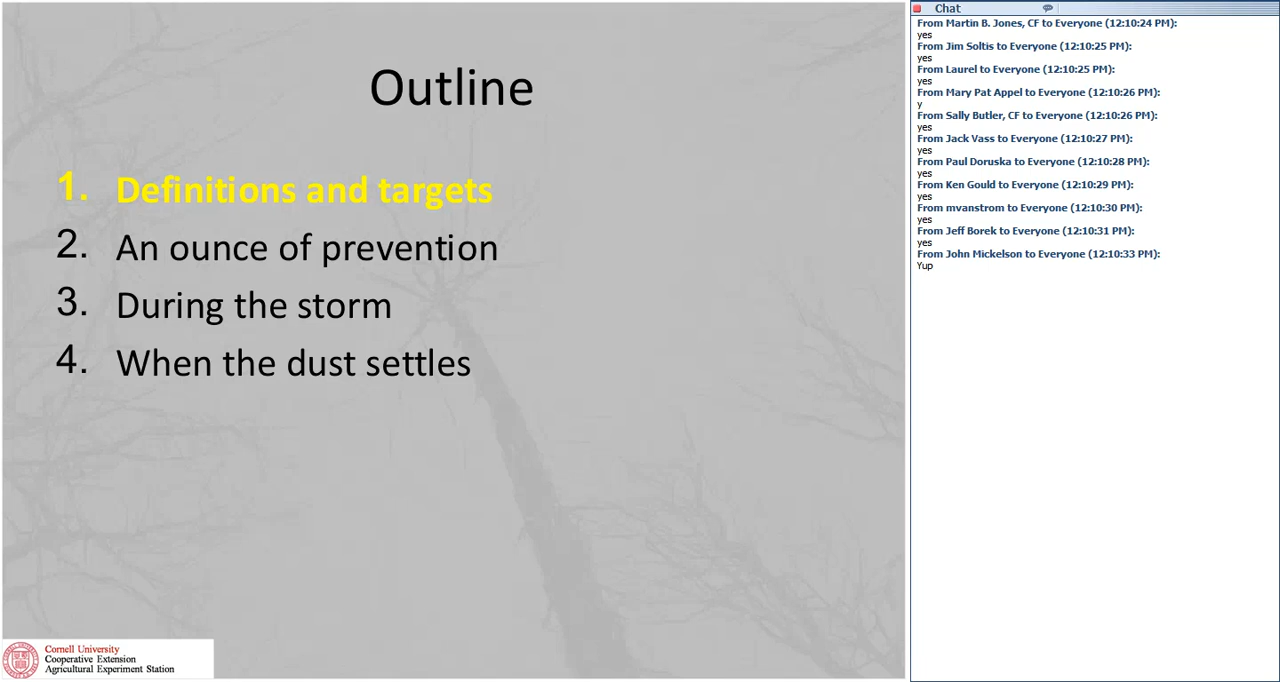 Outline
1. Definitions and targets
2. An ounce of prevention
3. During the storm
4. When the dust settles
Cornell University
Cooperative Extension
Agricultural Experiment Station
Chat
From Martin B. Jones, CF to Everyone (12:10:24 PM):
yes
From Jim Soltis to Everyone (12:10:25 PM):
yes
From Laurel to Everyone (12:10:25 PM):
yes
From Mary Pat Appel to Everyone (12:10:26 PM):
y
From Sally Butler, CF to Everyone (12:10:26 PM):
yes
From Jack Vass to Everyone (12:10:27 PM):
yes
From Paul Doruska to Everyone (12:10:28 PM):
yes
From Ken Gould to Everyone (12:10:29 PM):
yes
From mvanstrom to Everyone (12:10:30 PM):
yes
From Jeff Borek to Everyone (12:10:31 PM):
yes
From John Mickelson to Everyone (12:10:33 PM):
Yup